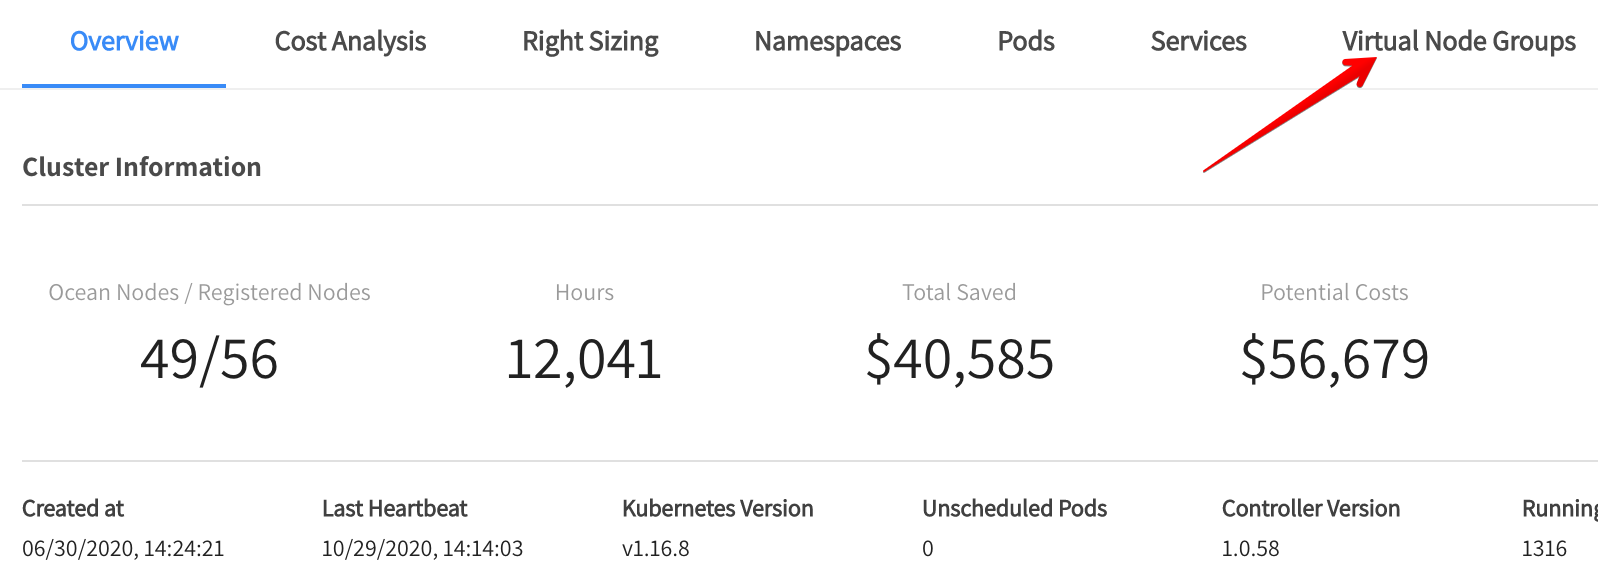 Overview Cost Analysis Right Sizing Namespaces Pods Services Virtual Node Groups
Cluster Information
Ocean Nodes / Registered Nodes Hours Total Saved Potential Costs
49/56 12,041 $40,585 $56,679
Created at Last Heartbeat Kubernetes Version Unscheduled Pods Controller Version Running
06/30/2020, 14:24:21 10/29/2020, 14:14:03 v1.16.8 0 1.0.58 1316